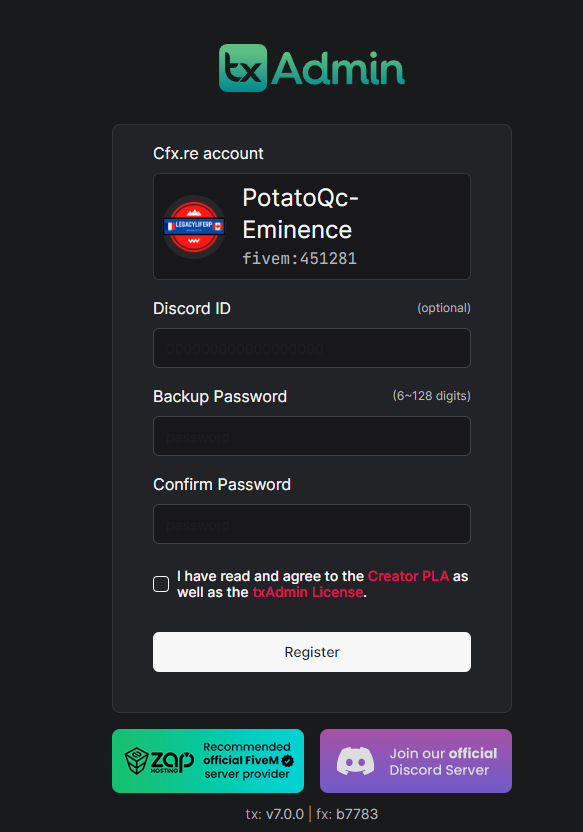 tx Admin
Cfx.re account
LEGACYLIFERP
PotatoQc-
Eminence
fivem:451281
Discord ID
(optional)
000000000000000000
Backup Password
(6~128 digits)
password
Confirm Password
password
I have read and agree to the Creator PLA as
well as the txAdmin License.
Register
ZAP
HOSTING
Recommended
official FiveM
server provider
Join our official
Discord Server
tx: v7.0.0 | fx: b7783